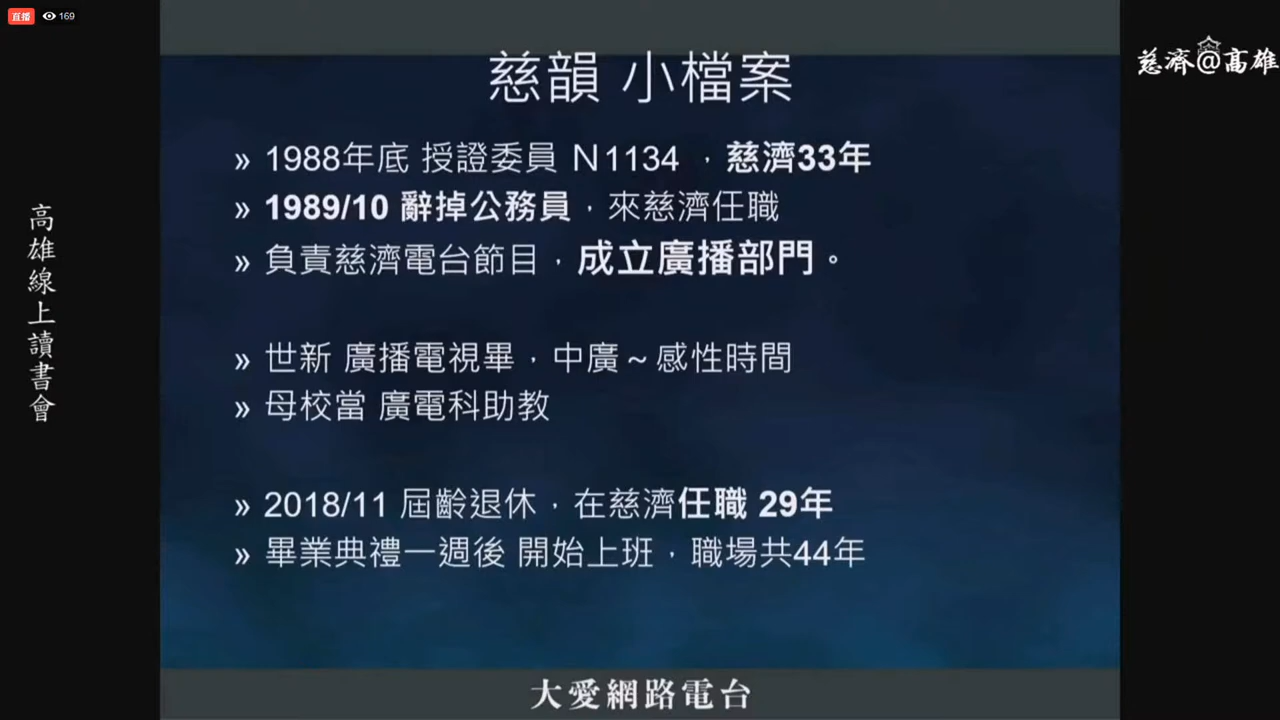 直播 169
慈濟@高雄
高雄線上讀書會
慈韻 小檔案
» 1988年底 授證委員 N1134 ,慈濟33年
» 1989/10 辭掉公務員,來慈濟任職
» 負責慈濟電台節目,成立廣播部門。
» 世新 廣播電視畢,中廣~感性時間
» 母校當 廣電科助教
» 2018/11 屆齡退休,在慈濟任職 29年
» 畢業典禮一週後 開始上班,職場共44年
大愛網路電台